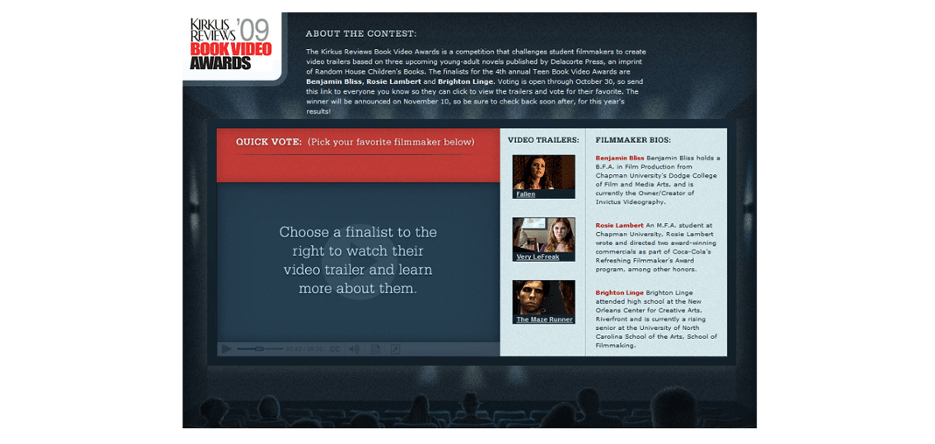 KIRKUS '09
REVIEWS
BOOK VIDEO
AWARDS
ABOUT THE CONTEST:
The Kirkus Reviews Book Video Awards is a competition that challenges student filmmakers to create
video trailers based on three upcoming young-adult novels published by Delacorte Press, an imprint
of Random House Children's Books. The finalists for the 4th annual Teen Book Video Awards are
Benjamin Bliss, Rosie Lambert and Brighton Linge. Voting is open through October 30, so send
this link to everyone you know so they can click to view the trailers and vote for their favorite. The
winner will be announced on November 10, so be sure to check back soon after, for this year's
results!
QUICK VOTE: (Pick your favorite filmmaker below)
Choose a finalist to the
right to watch their
video trailer and learn
more about them.
CC
VIDEO TRAILERS:
Fallen
Very LeFreak
The Maze Runner
FILMMAKER BIOS:
Benjamin Bliss Benjamin Bliss holds a
B.F.A. in Film Production from
Chapman University's Dodge College
of Film and Media Arts, and is
currently the Owner/Creator of
Invictus Videography.
Rosie Lambert An M.F.A. student at
Chapman University, Rosie Lambert
wrote and directed two award-winning
commercials as part of Coca-Cola's
Refreshing Filmmaker's Award
program, among other honors.
Brighton Linge Brighton Linge
attended high school at the New
Orleans Center for Creative Arts,
Riverfront and is currently a rising
senior at the University of North
Carolina School of the Arts, School of
Filmmaking.